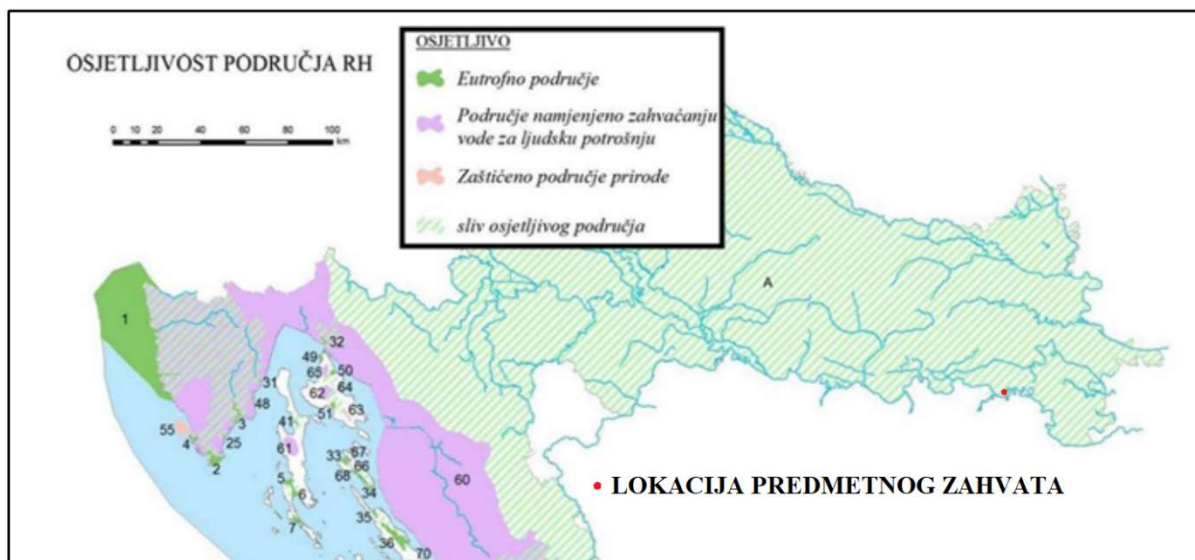 OSJETLJIVOST PODRUČJA RH
0 10 20 40 60 80 100
km
OSJETLJIVO
Eutrofno područje
Područje namjenjeno zahvaćanju
vode za ljudsku potrošnju
Zaštićeno područje prirode
sliv osjetljivog područja
A
1
32
49
65
50
31
62
64
48
51
63
3
55
41
4
25
61
2
33
67
66
68
60
5
6
34
7
35
36
70
LOKACIJA PREDMETNOG ZAHVATA